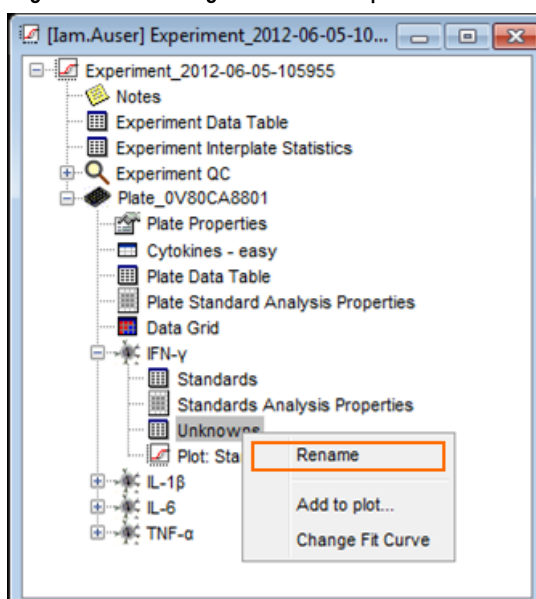 [Iam.Auser] Experiment_2012-06-05-10...
Experiment_2012-06-05-105955
Notes
Experiment Data Table
Experiment Interplate Statistics
Experiment QC
Plate_0V80CA8801
Plate Properties
Cytokines - easy
Plate Data Table
Plate Standard Analysis Properties
Data Grid
IFN-γ
Standards
Standards Analysis Properties
Unknowns
Plot: Sta
Rename
IL-1β
IL-6
Add to plot...
TNF-α
Change Fit Curve